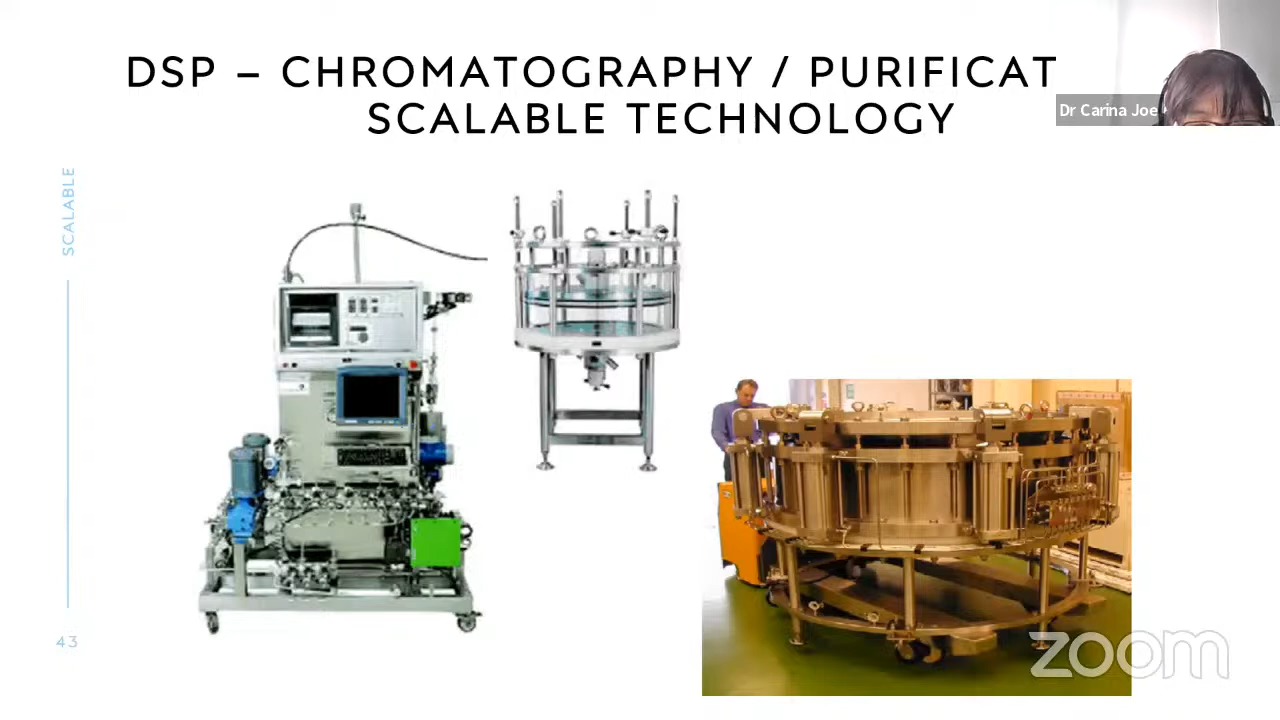 DSP – CHROMATOGRAPHY / PURIFICAT
SCALABLE TECHNOLOGY
Dr Carina Joe
SCALABLE
43
zoom